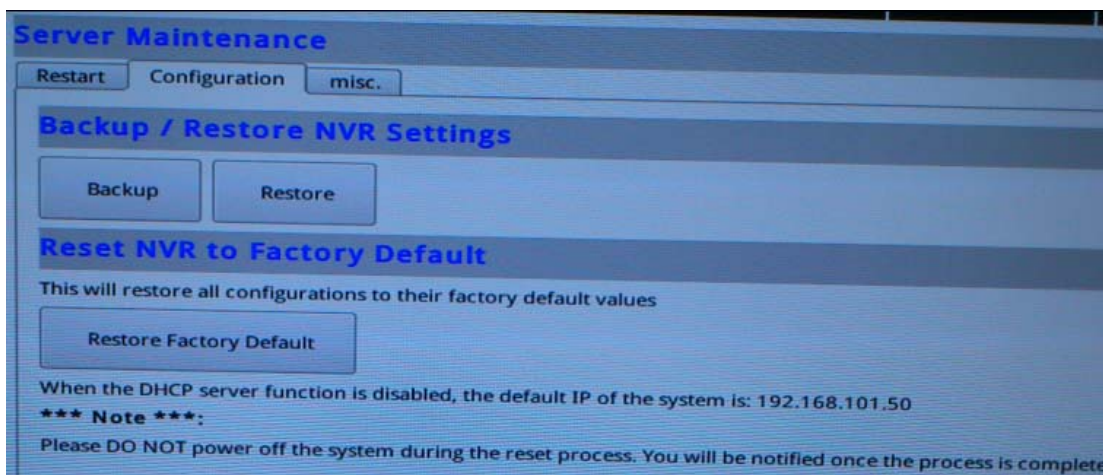 Server Maintenance
Restart Configuration misc.
Backup / Restore NVR Settings
Backup Restore
Reset NVR to Factory Default
This will restore all configurations to their factory default values
Restore Factory Default
When the DHCP server function is disabled, the default IP of the system is: 192.168.101.50
*** Note ***:
Please DO NOT power off the system during the reset process. You will be notified once the process is complete